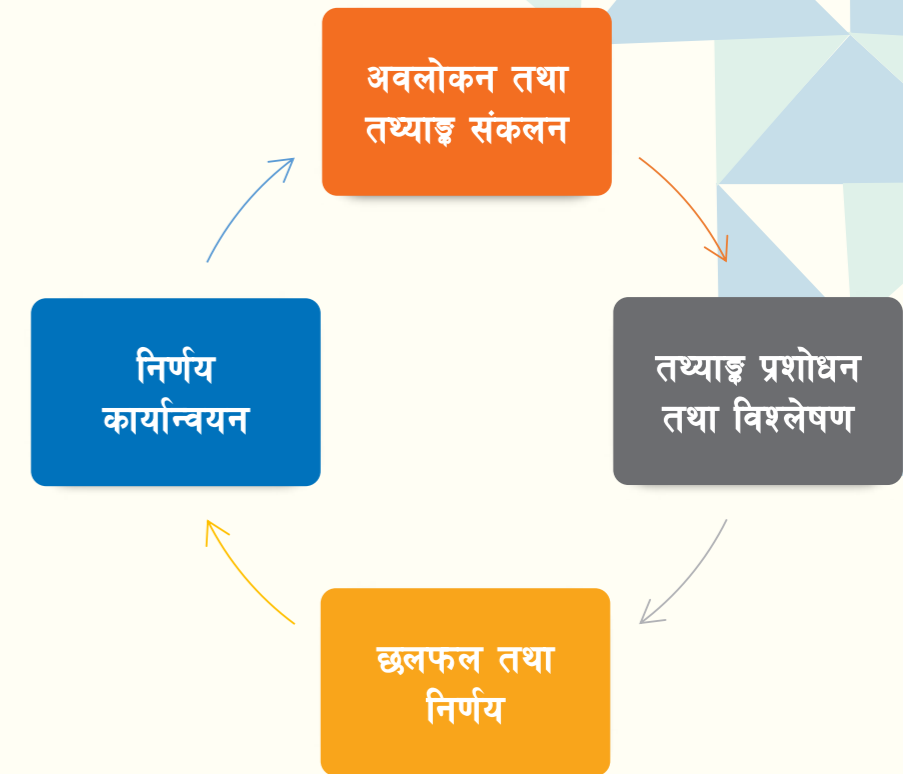 अवलोकन तथा
तथ्याङ्क संकलन
तथ्याङ्क प्रशोधन
तथा विश्लेषण
छलफल तथा
निर्णय
निर्णय
कार्यान्वयन